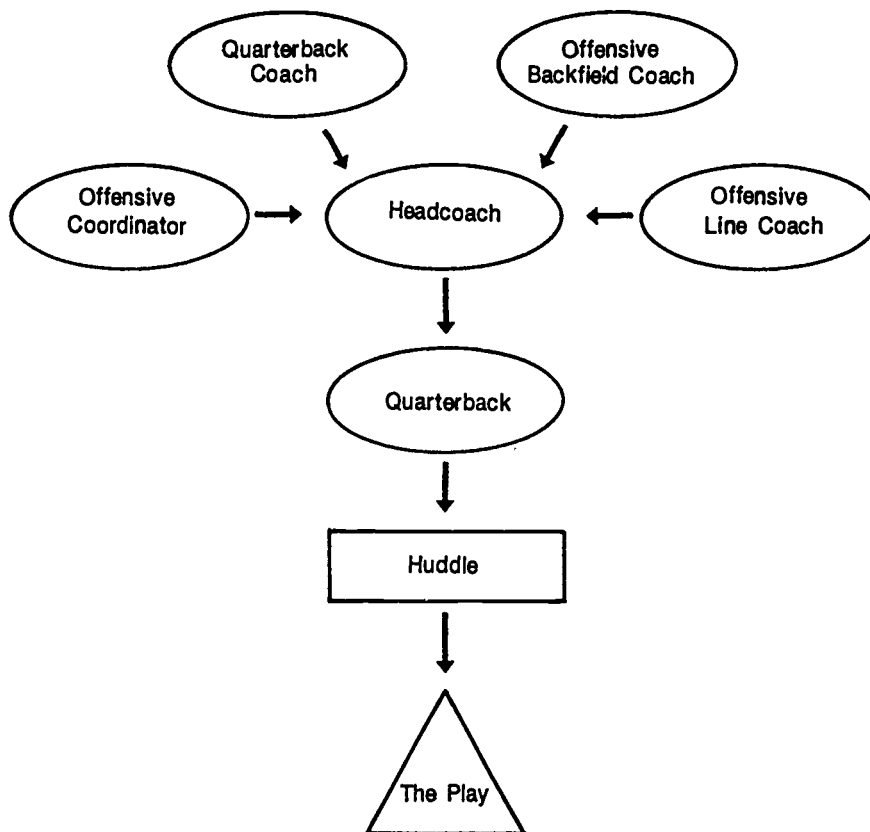 Quarterback
Coach
Offensive
Backfield Coach
Offensive
Coordinator
Headcoach
Offensive
Line Coach
Quarterback
Huddle
The Play